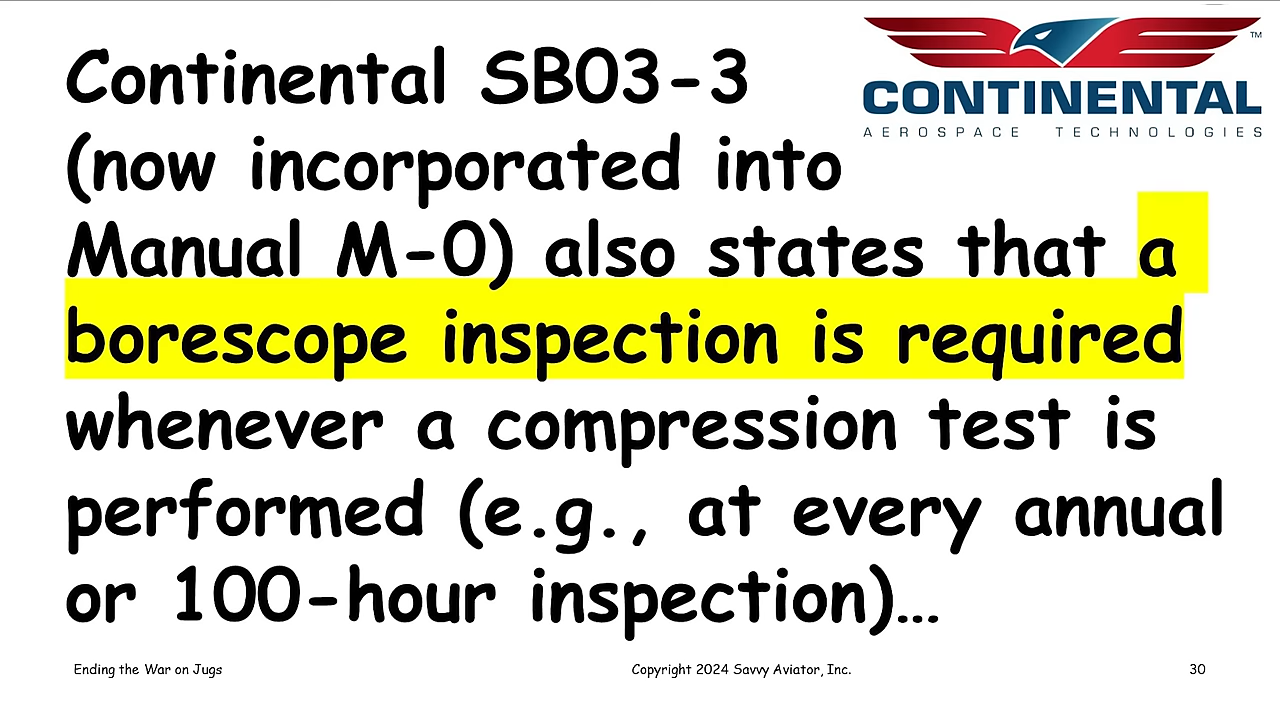 Continental SB03-3
(now incorporated into
Manual M-0) also states that a
borescope inspection is required
whenever a compression test is
performed (e.g., at every annual
or 100-hour inspection)…
CONTINENTAL™
AEROSPACE TECHNOLOGIES
Ending the War on Jugs
Copyright 2024 Savvy Aviator, Inc.
30